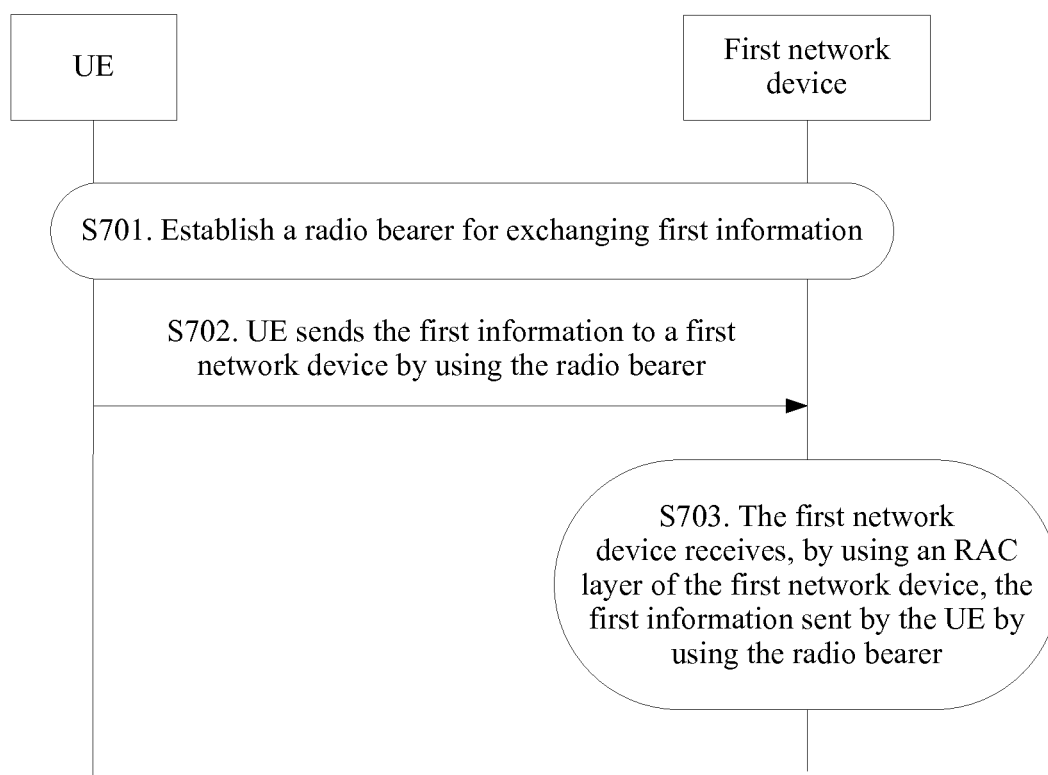 UE
First network
device
S701. Establish a radio bearer for exchanging first information
S702. UE sends the first information to a first
network device by using the radio bearer
S703. The first network
device receives, by using an RAC
layer of the first network device, the
first information sent by the UE by
using the radio bearer